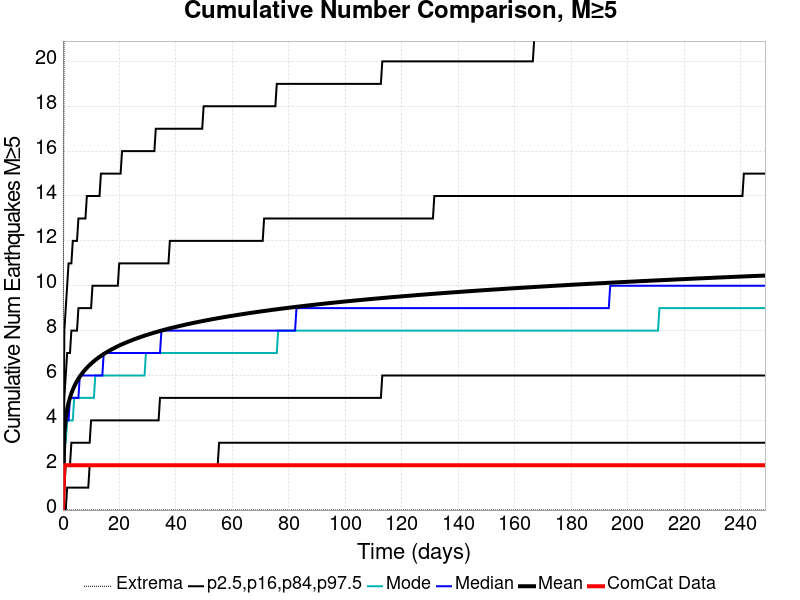 Cumulative Number Comparison, M≥5
Cumulative Num Earthquakes M≥5
20
18
16
14
12
10
8
6
4
2
0
0 20 40 60 80 100 120 140 160 180 200 220 240
Time (days)
Extrema p2.5,p16,p84,p97.5 Mode Median Mean ComCat Data